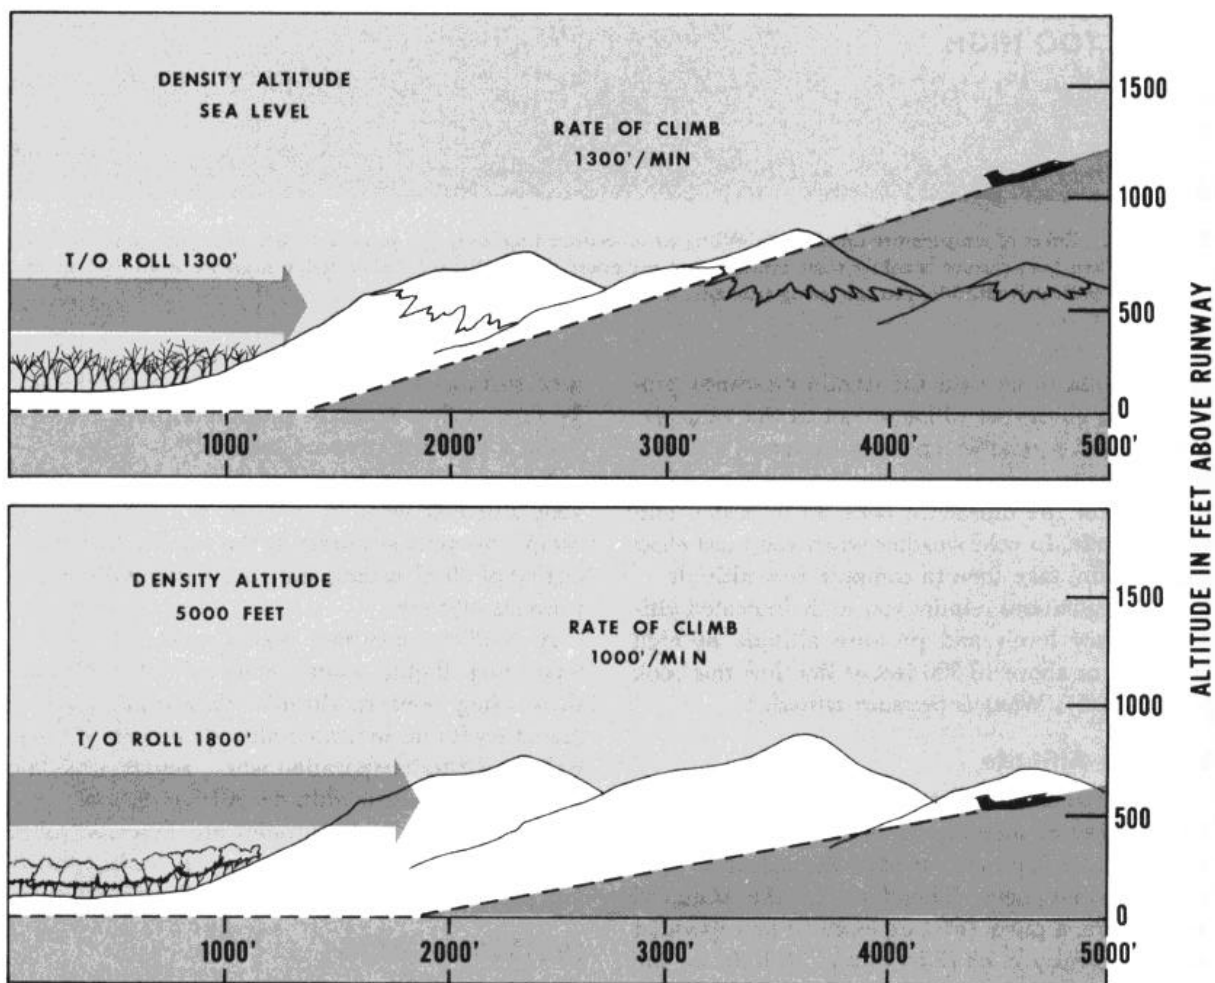 DENSITY ALTITUDE
SEA LEVEL
RATE OF CLIMB
1300'/MIN
T/O ROLL 1300'
1500
1000
500
0
1000'
2000'
3000'
4000'
5000'
DENSITY ALTITUDE
5000 FEET
RATE OF CLIMB
1000'/MIN
T/O ROLL 1800'
1500
1000
500
0
1000'
2000'
3000'
4000'
5000'
ALTITUDE IN FEET ABOVE RUNWAY